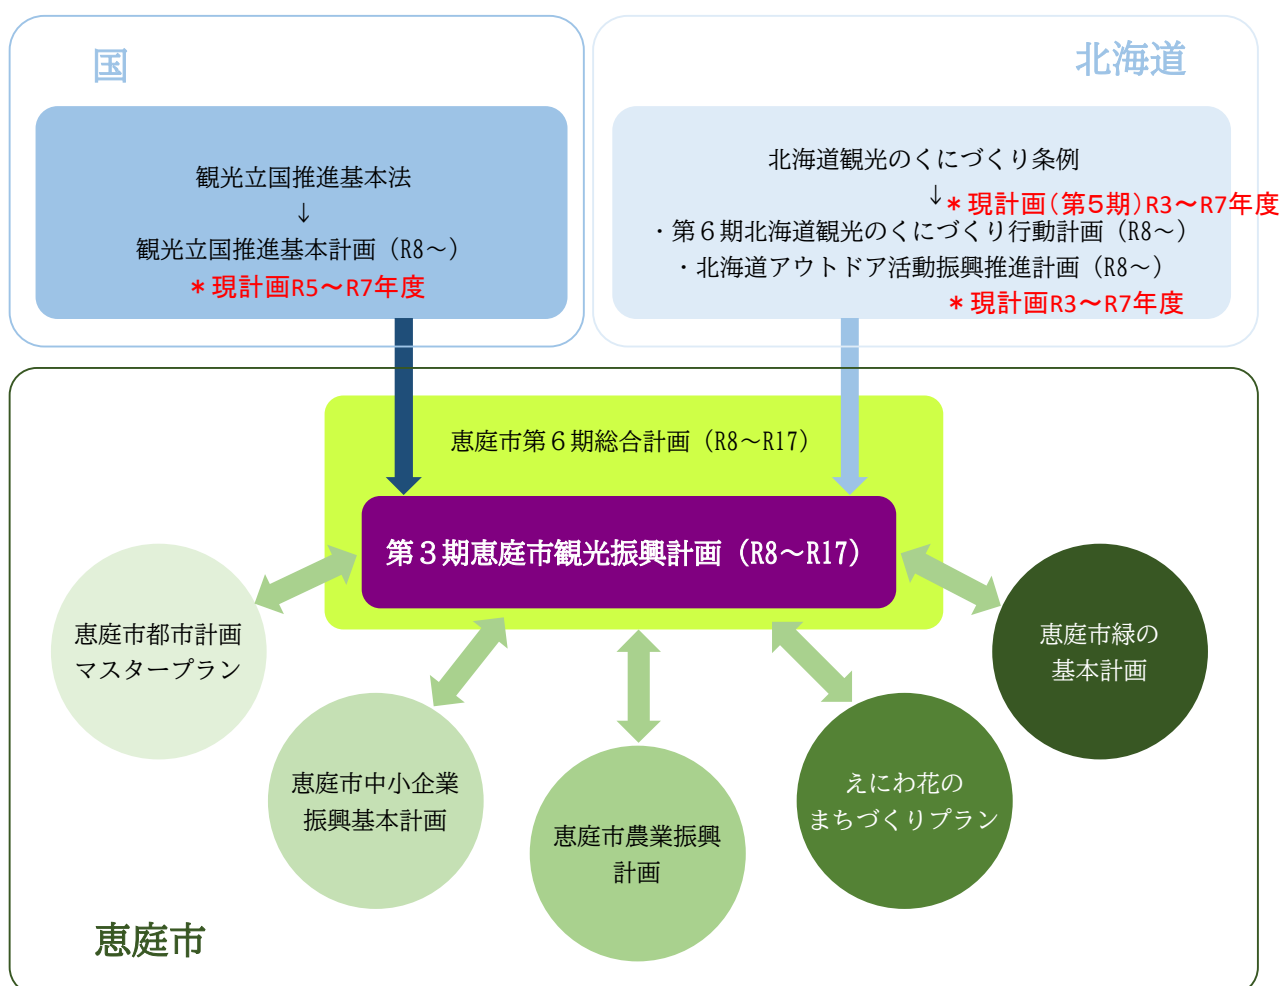 国
観光立国推進基本法
↓
観光立国推進基本計画（R8～）
＊現計画R5～R7年度
北海道
北海道観光のくにづくり条例
↓
＊現計画（第5期）R3～R7年度
・第６期北海道観光のくにづくり行動計画（R8～）
・北海道アウトドア活動振興推進計画（R8～）
＊現計画R3～R7年度
恵庭市第６期総合計画（R8～R17）
第３期恵庭市観光振興計画（R8～R17）
恵庭市都市計画
マスタープラン
恵庭市中小企業
振興基本計画
恵庭市農業振興
計画
えにわ花の
まちづくりプラン
恵庭市緑の
基本計画
恵庭市